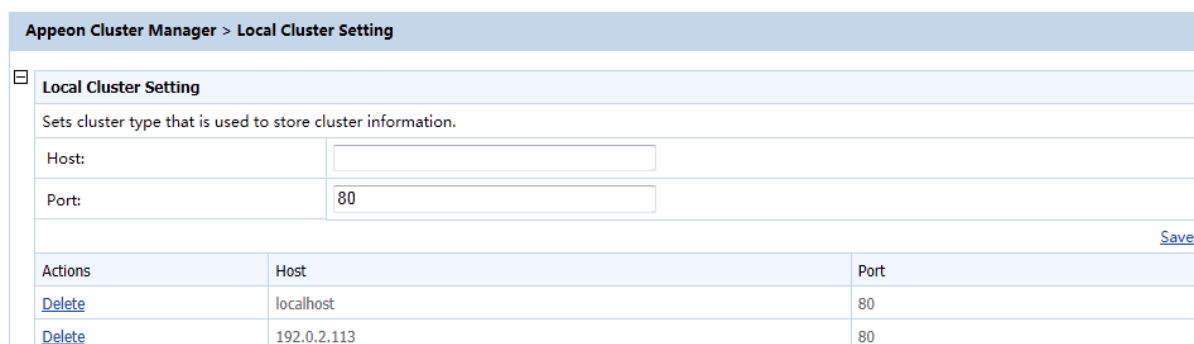 Appeon Cluster Manager > Local Cluster Setting
Local Cluster Setting
Sets cluster type that is used to store cluster information.
Host:
Port: 80
Save
Actions Host Port
Delete localhost 80
Delete 192.0.2.113 80